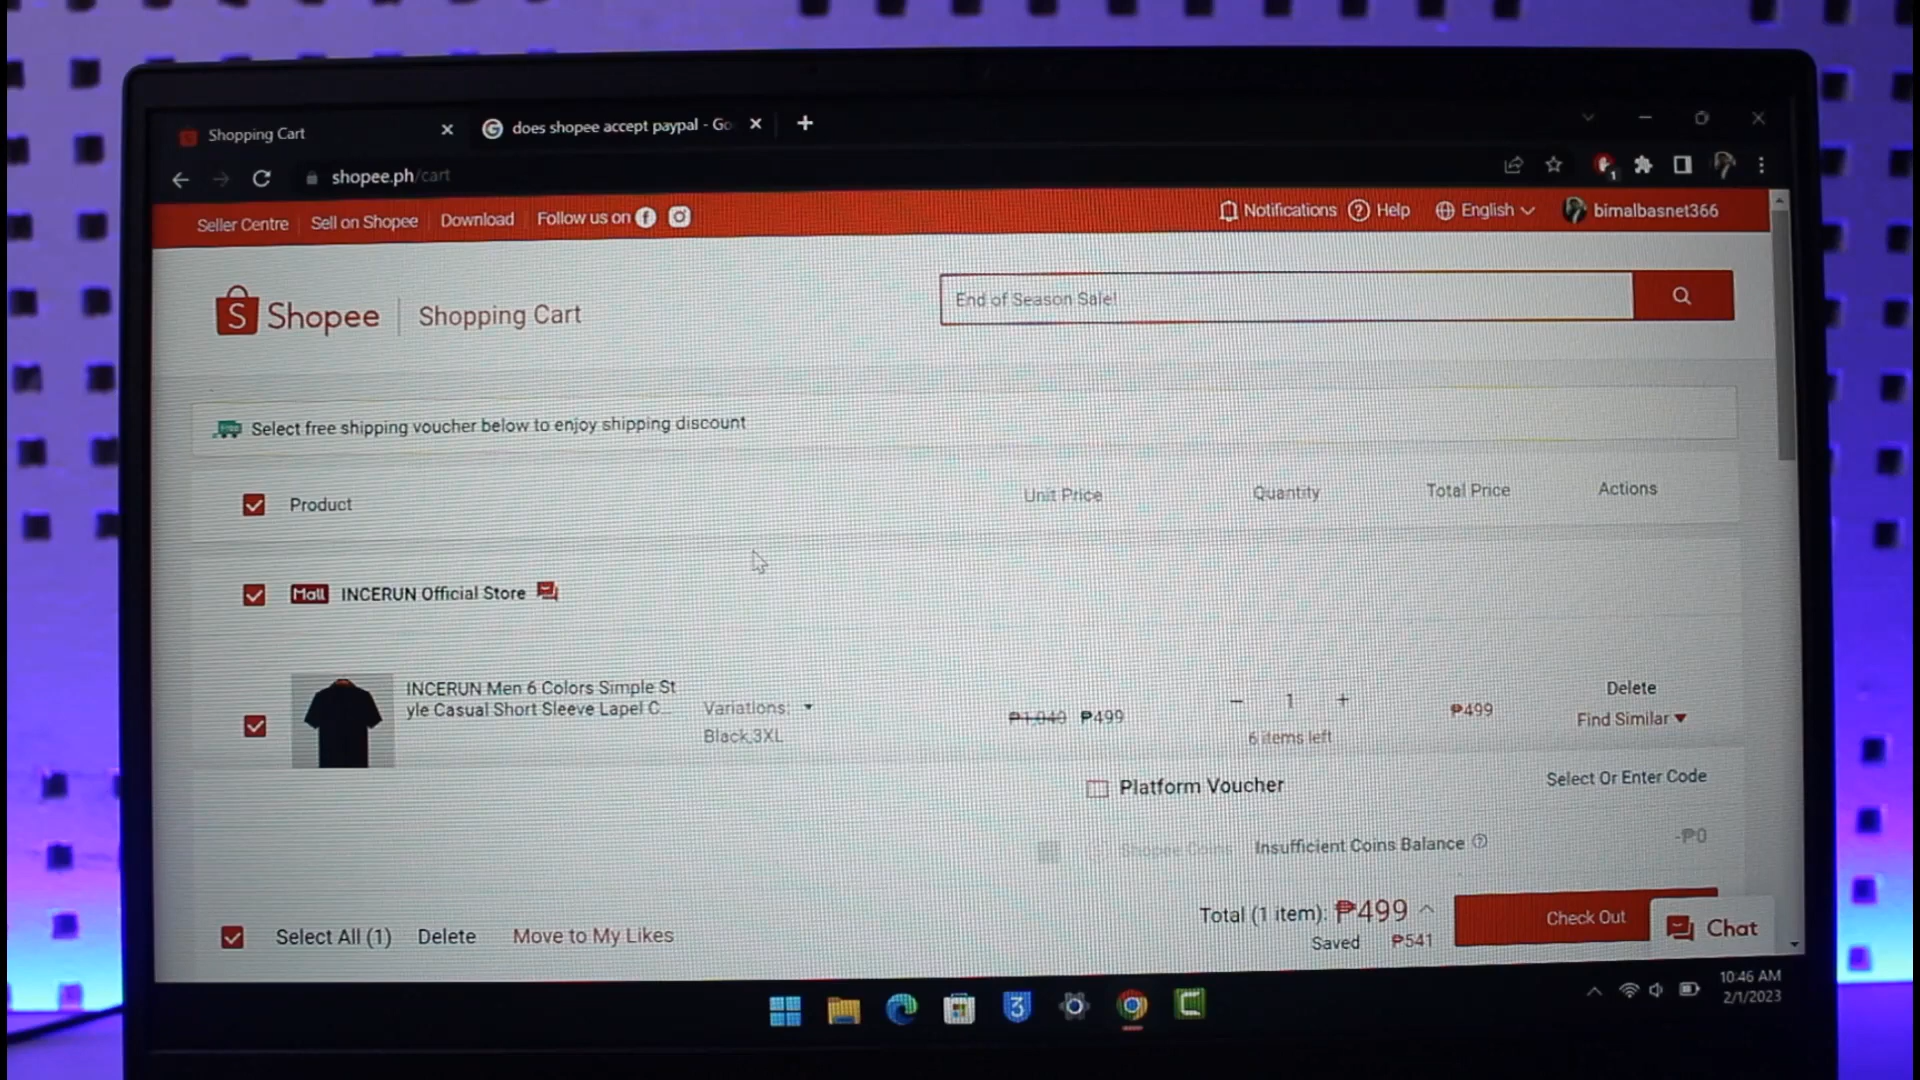 Shopping Cart
does shopee accept paypal - Go
shopee.ph/cart
1
Seller Centre Sell on Shopee Download Follow us on
Notifications Help English bimalbasnet366
Shopee Shopping Cart
End of Season Sale!
Select free shipping voucher below to enjoy shipping discount
Product Unit Price Quantity Total Price Actions
Mall INCERUN Official Store
INCERUN Men 6 Colors Simple St
yle Casual Short Sleeve Lapel C...
Variations:
Black,3XL
₱1,040 ₱499
1
6 items left
₱499
Delete
Find Similar
Platform Voucher Select Or Enter Code
Shopee Coins Insufficient Coins Balance -₱0
Select All (1) Delete Move to My Likes
Total (1 item): ₱499
Saved ₱541
Check Out
Chat
10:46 AM
2/1/2023